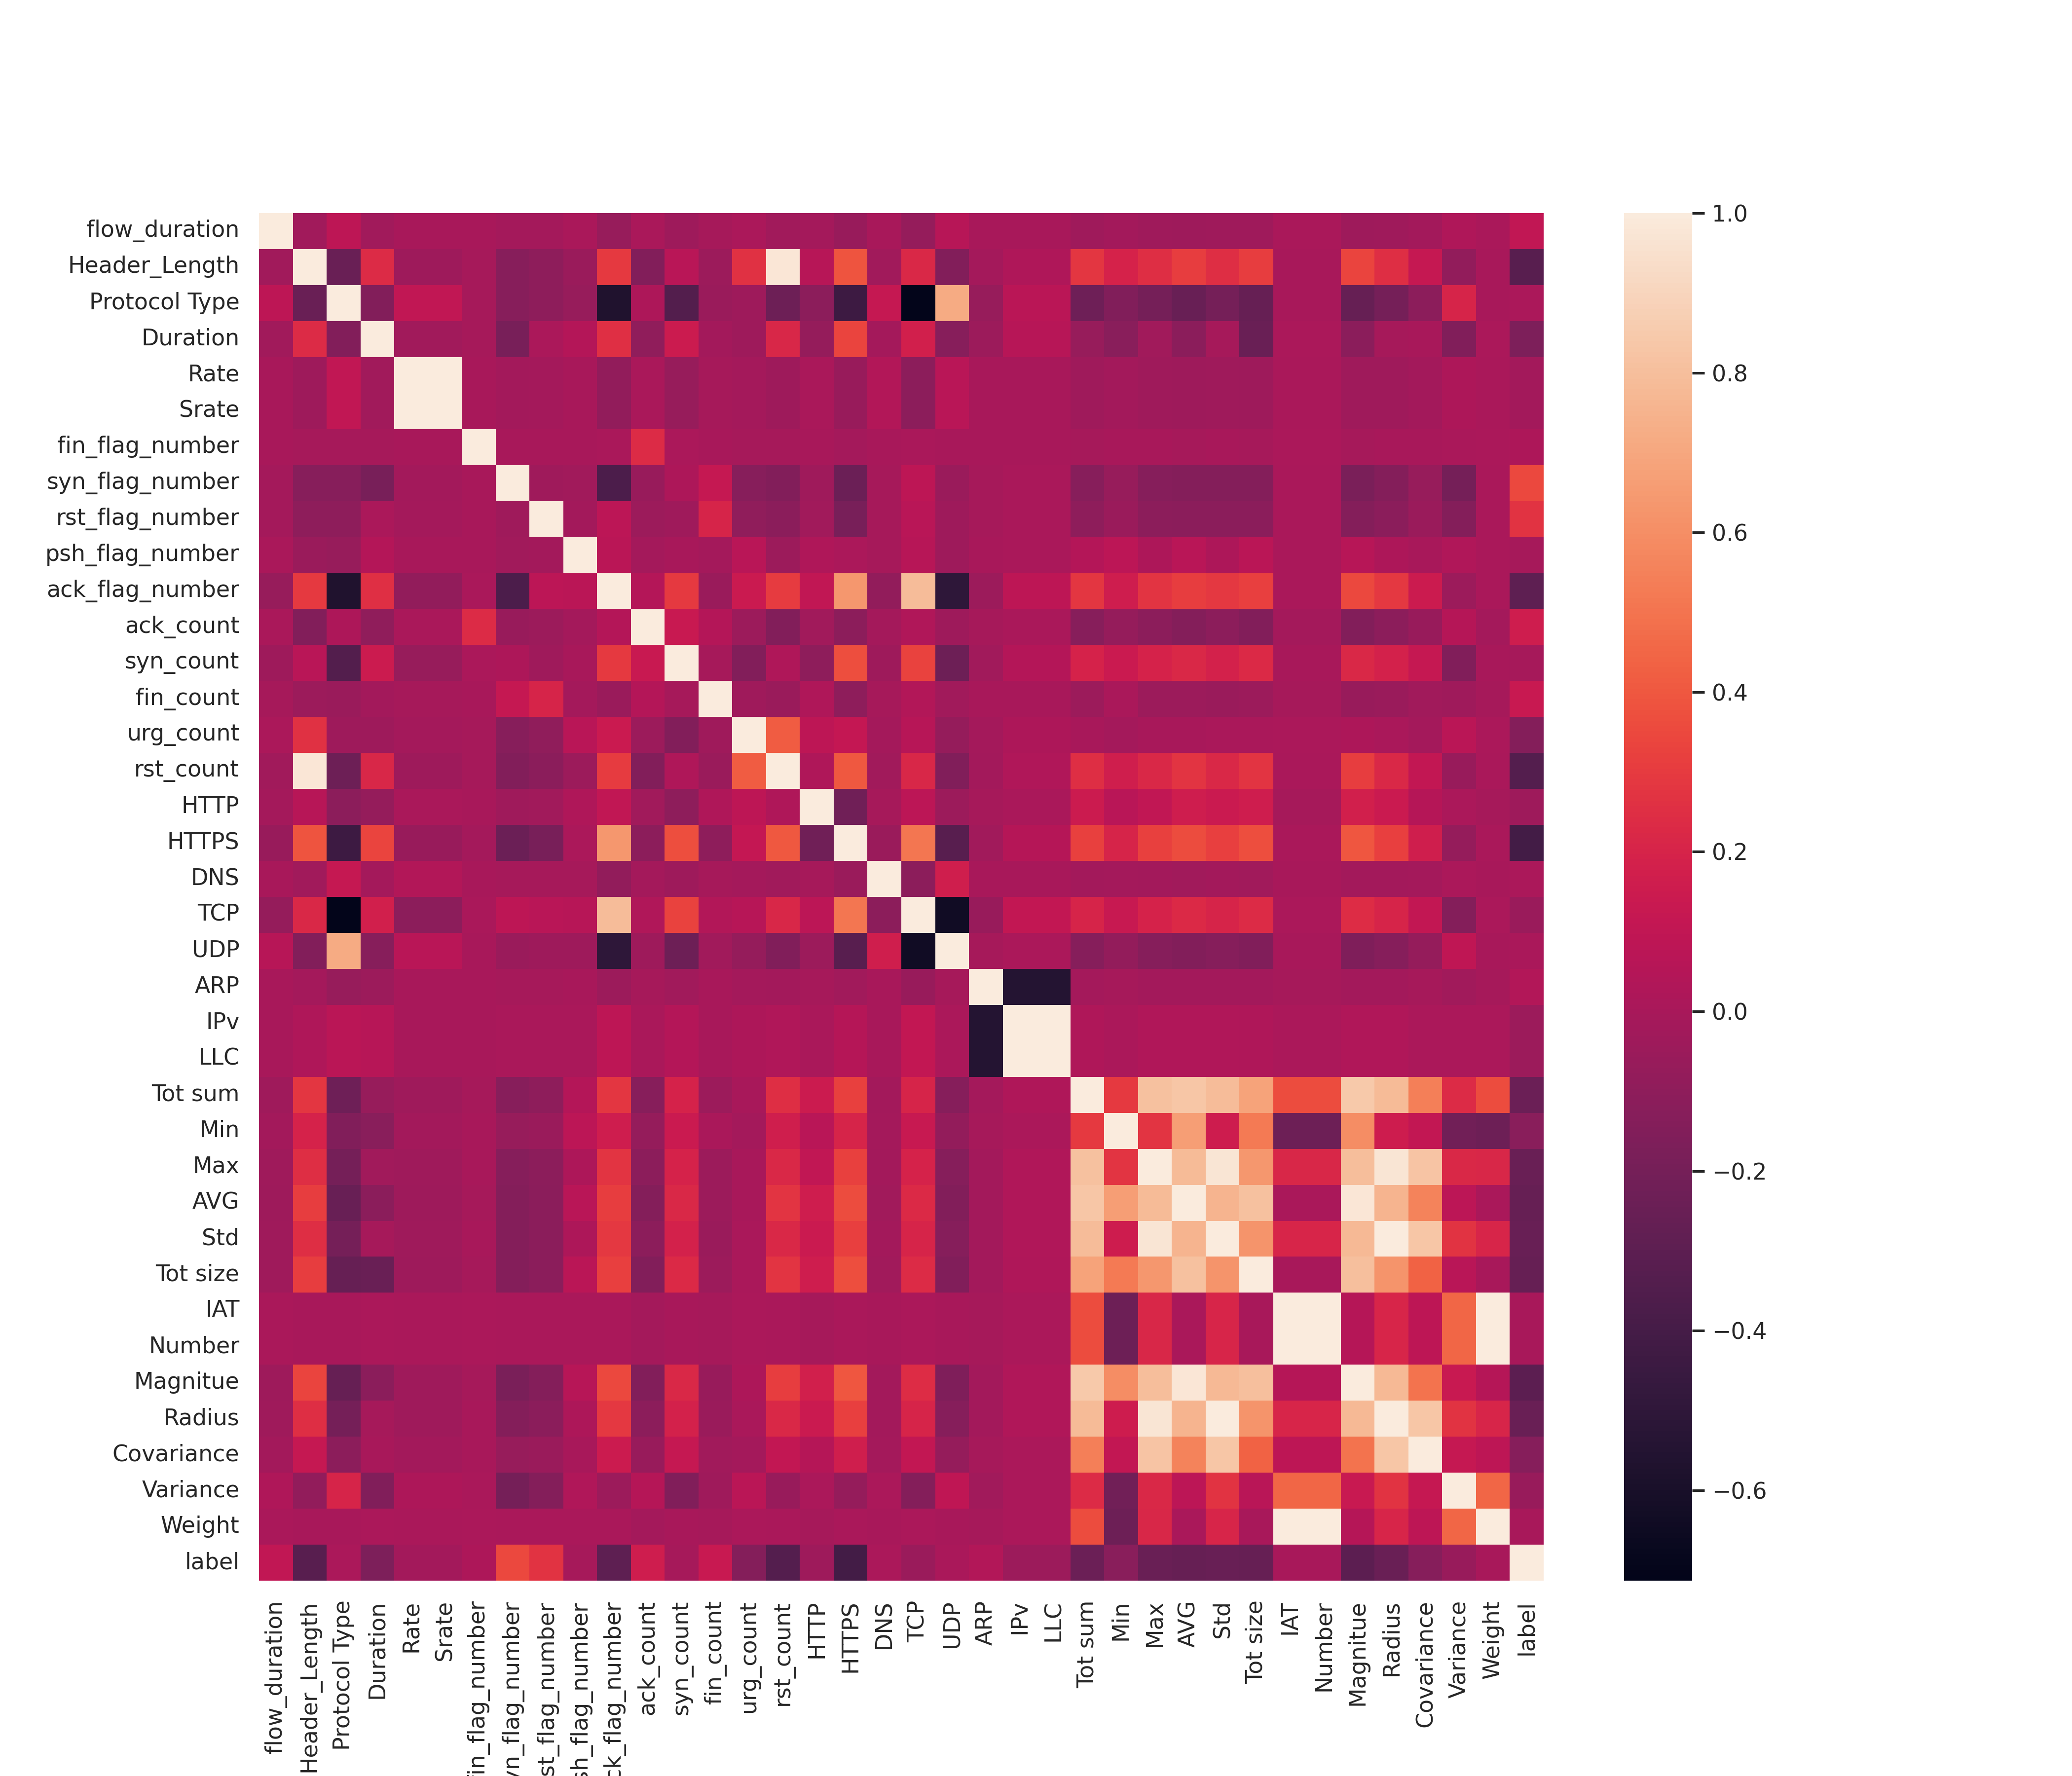 flow_duration
Header_Length
Protocol Type
Duration
Rate
Srate
fin_flag_number
syn_flag_number
rst_flag_number
psh_flag_number
ack_flag_number
ack_count
syn_count
fin_count
urg_count
rst_count
HTTP
HTTPS
DNS
TCP
UDP
ARP
IPv
LLC
Tot sum
Min
Max
AVG
Std
Tot size
IAT
Number
Magnitue
Radius
Covariance
Variance
Weight
label
flow_duration
Header_Length
Protocol Type
Duration
Rate
Srate
fin_flag_number
yn_flag_number
st_flag_number
sh_flag_number
ck_flag_number
ack_count
syn_count
fin_count
urg_count
rst_count
HTTP
HTTPS
DNS
TCP
UDP
ARP
IPv
LLC
Tot sum
Min
Max
AVG
Std
Tot size
IAT
Number
Magnitue
Radius
Covariance
Variance
Weight
label
1.0
0.8
0.6
0.4
0.2
0.0
−0.2
−0.4
−0.6